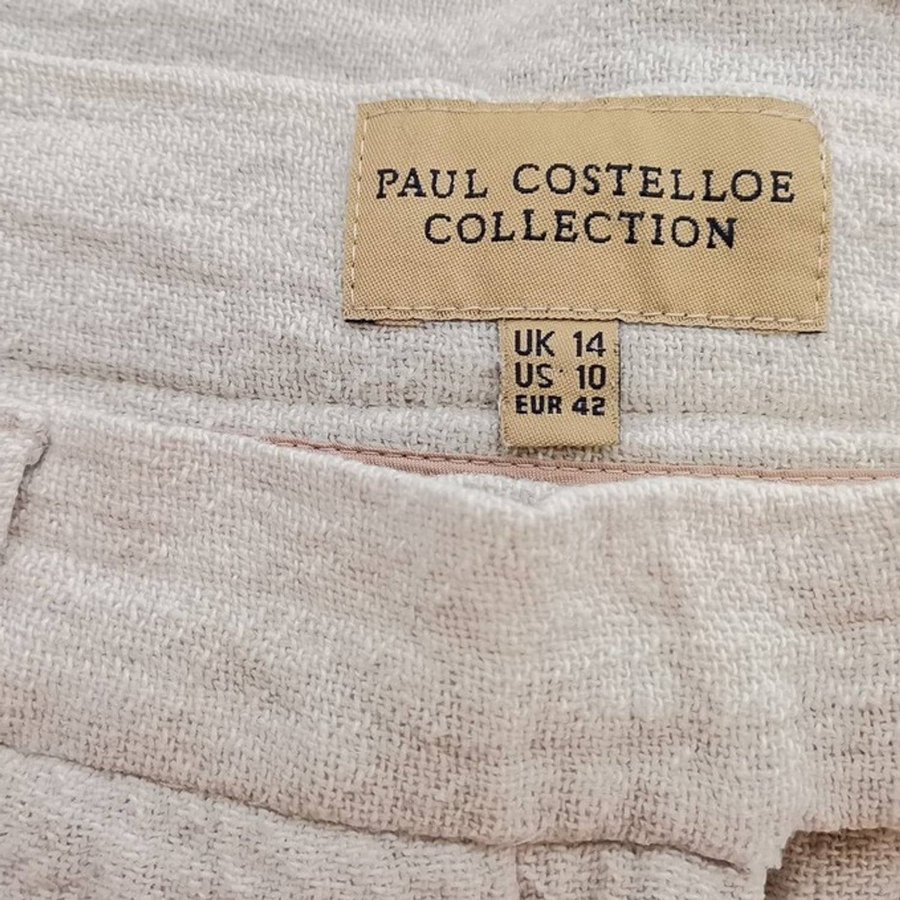 PAUL COSTELLOE
COLLECTION
UK 14
US 10
EUR 42